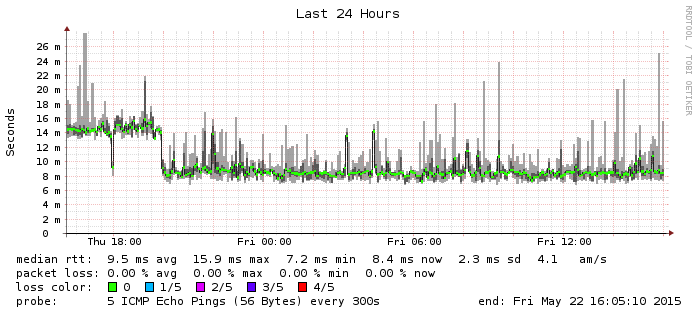 Last 24 Hours
RRDTOOL / TOBI OETIKER
Seconds
26 m
24 m
22 m
20 m
18 m
16 m
14 m
12 m
10 m
8 m
6 m
4 m
2 m
0
Thu 18:00 Fri 00:00 Fri 06:00 Fri 12:00
median rtt: 9.5 ms avg 15.9 ms max 7.2 ms min 8.4 ms now 2.3 ms sd 4.1 am/s
packet loss: 0.00 % avg 0.00 % max 0.00 % min 0.00 % now
loss color: 0 1/5 2/5 3/5 4/5
probe: 5 ICMP Echo Pings (56 Bytes) every 300s end: Fri May 22 16:05:10 2015